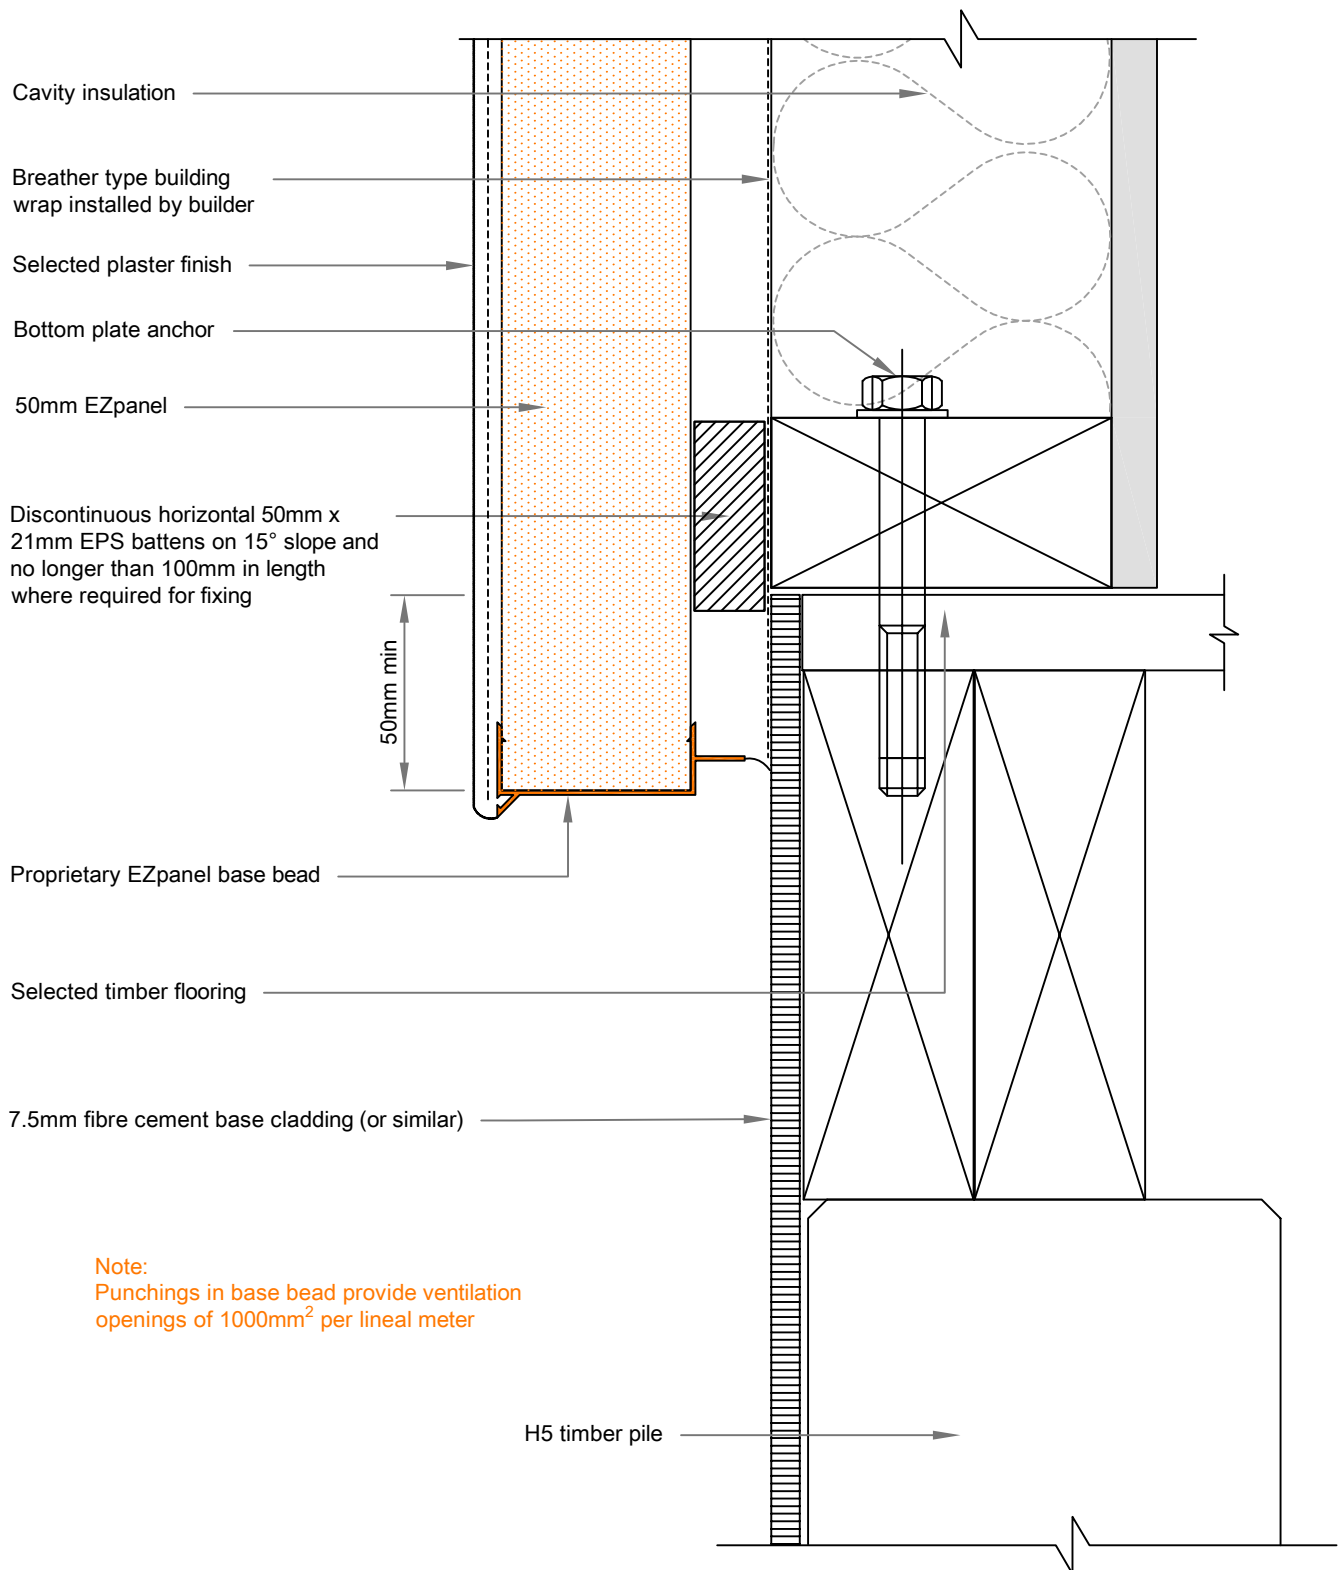 Cavity insulation
Breather type building
wrap installed by builder
Selected plaster finish
Bottom plate anchor
50mm EZpanel
Discontinuous horizontal 50mm x
21mm EPS battens on 15° slope and
no longer than 100mm in length
where required for fixing
50mm min
Proprietary EZpanel base bead
Selected timber flooring
7.5mm fibre cement base cladding (or similar)
Note:
Punchings in base bead provide ventilation
openings of 1000mm² per lineal meter
H5 timber pile